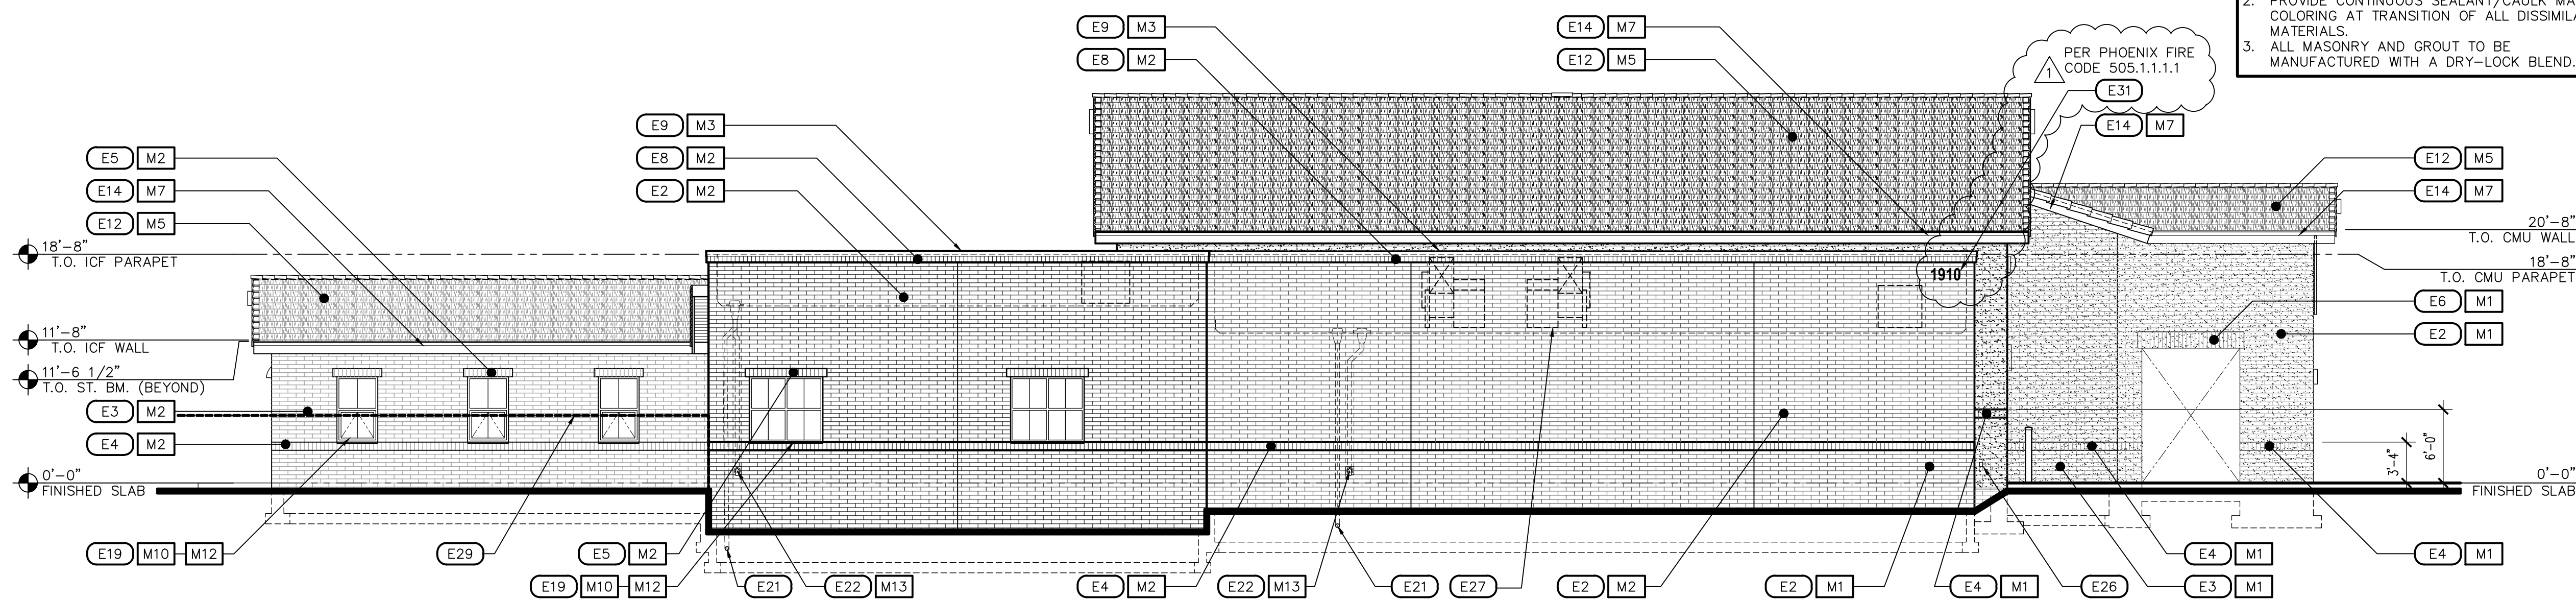 2. PROVIDE CONTINUOUS SEALANT/CAULK
COLORING AT TRANSITION OF ALL
MATERIALS.
3. ALL MASONRY AND GROUT TO BE
MANUFACTURED WITH A DRY-LOCK BLEND.
PER PHOENIX FIRE
CODE 505.1.1.1.1
1
E31
E14 M7
E9 M3
E8 M2
E14 M7
E12 M5
E9 M3
E8 M2
E2 M2
E5 M2
E14 M7
E12 M5
E12 M5
E14 M7
18'-8"
T.O. ICF PARAPET
20'-8"
T.O. CMU WALL
18'-8"
T.O. CMU PARAPET
1910
E6 M1
E2 M1
11'-8"
T.O. ICF WALL
11'-6 1/2"
T.O. ST. BM. (BEYOND)
E3 M2
E4 M2
3'-4"
6'-0"
0'-0"
FINISHED SLAB
0'-0"
FINISHED SLAB
E19 M10 M12
E29
E5 M2
E4 M1
E4 M1
E19 M10 M12
E21
E22 M13
E4 M2
E22 M13
E21
E27
E2 M2
E2 M1
E4 M1
E26
E3 M1